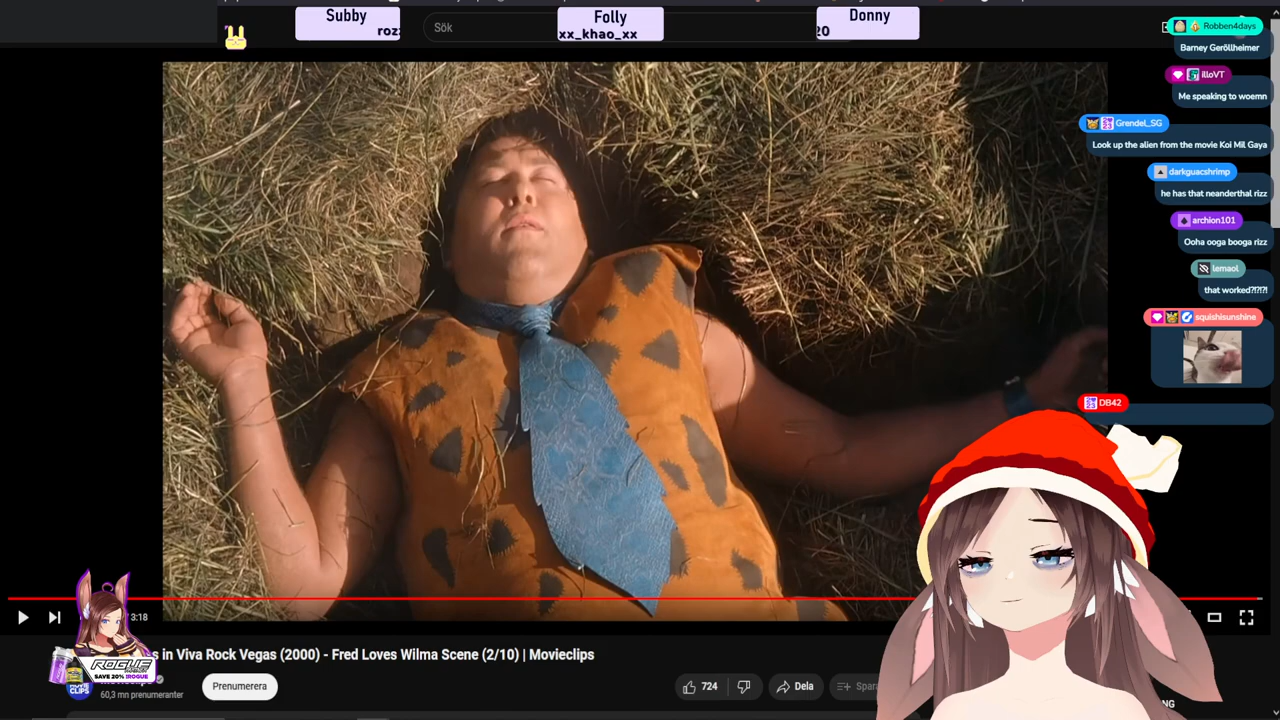 Subby
roz
Folly
xx_khao_xx
Donny
20
Sök
Robben4days
Barney Geröllheimer
illoVT
Me speaking to woemn
Grendel_SG
Look up the alien from the movie Koi Mil Gaya
darkguacshrimp
he has that neanderthal rizz
archion101
Ooha ooga booga rizz
lemaol
that worked?!?!?!
squishisunshine
DB42
3:18
in Viva Rock Vegas (2000) - Fred Loves Wilma Scene (2/10) | Movieclips
60,3 mn prenumeranter
Prenumerera
724
Dela
Spara
ROGUE
SAVE 20% :ROGUE
CLIPS
NG